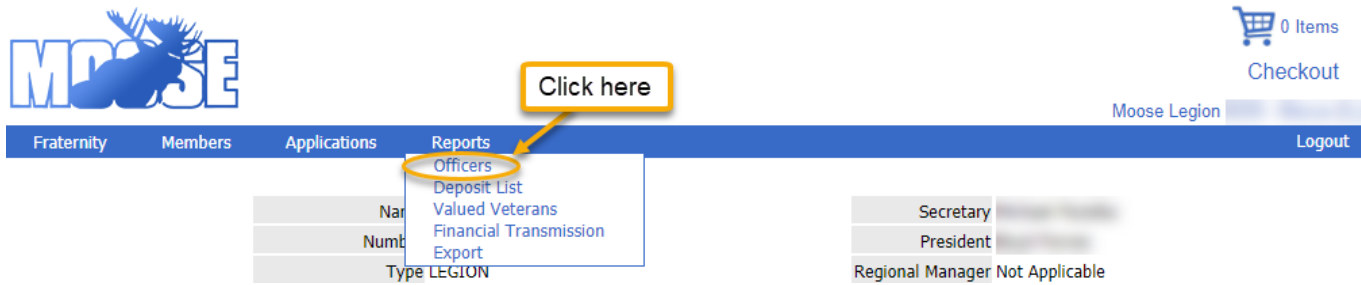 MOOSE
0 Items
Checkout
Click here
Moose Legion
Fraternity Members Applications Reports Logout
Officers
Deposit List
Valued Veterans
Financial Transmission
Export
Nar
Secretary
Numb
President
Type LEGION
Regional Manager Not Applicable